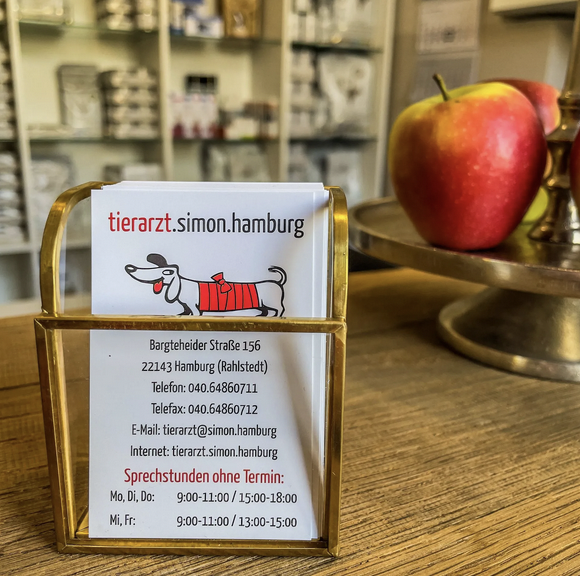 tierarzt.simon.hamburg
Bargteheider Straße 156
22143 Hamburg (Rahlstedt)
Telefon: 040.64860711
Telefax: 040.64860712
E-Mail: tierarzt@simon.hamburg
Internet: tierarzt.simon.hamburg
Sprechstunden ohne Termin:
Mo, Di, Do: 9:00-11:00 / 15:00-18:00
Mi, Fr: 9:00-11:00 / 13:00-15:00